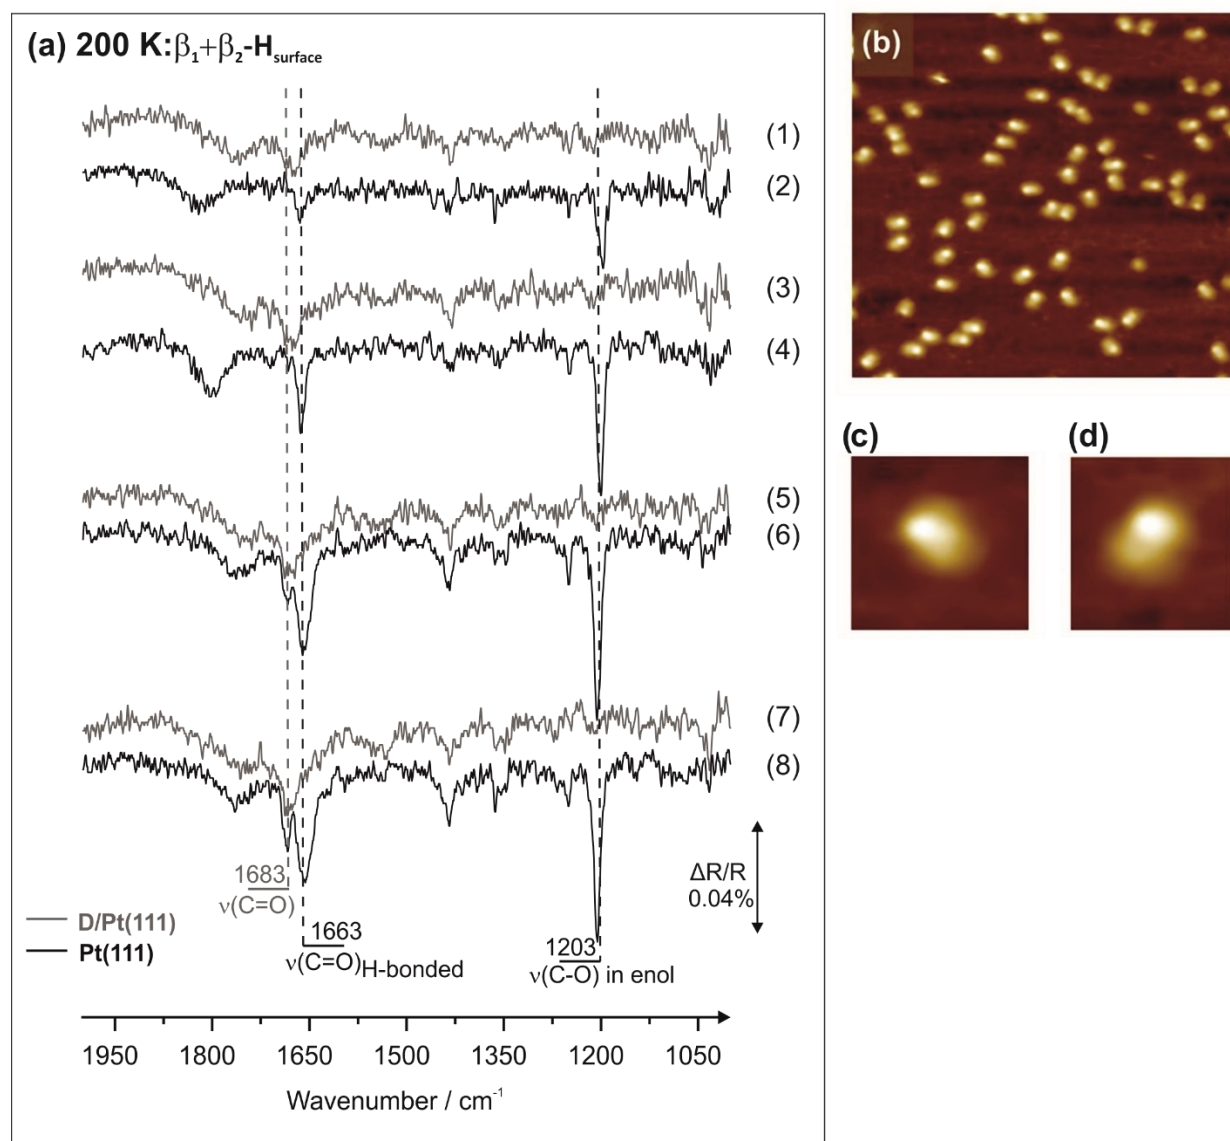 (a) 200 K:β₁+β₂-Hsurface
(1)
(2)
(3)
(4)
(5)
(6)
(7)
(8)
1683
ν(C=O)
1663
ν(C=O)H-bonded
1203
ν(C-O) in enol
ΔR/R
0.04%
D/Pt(111)
Pt(111)
1950 1800 1650 1500 1350 1200 1050
Wavenumber / cm⁻¹
(b)
(c)
(d)